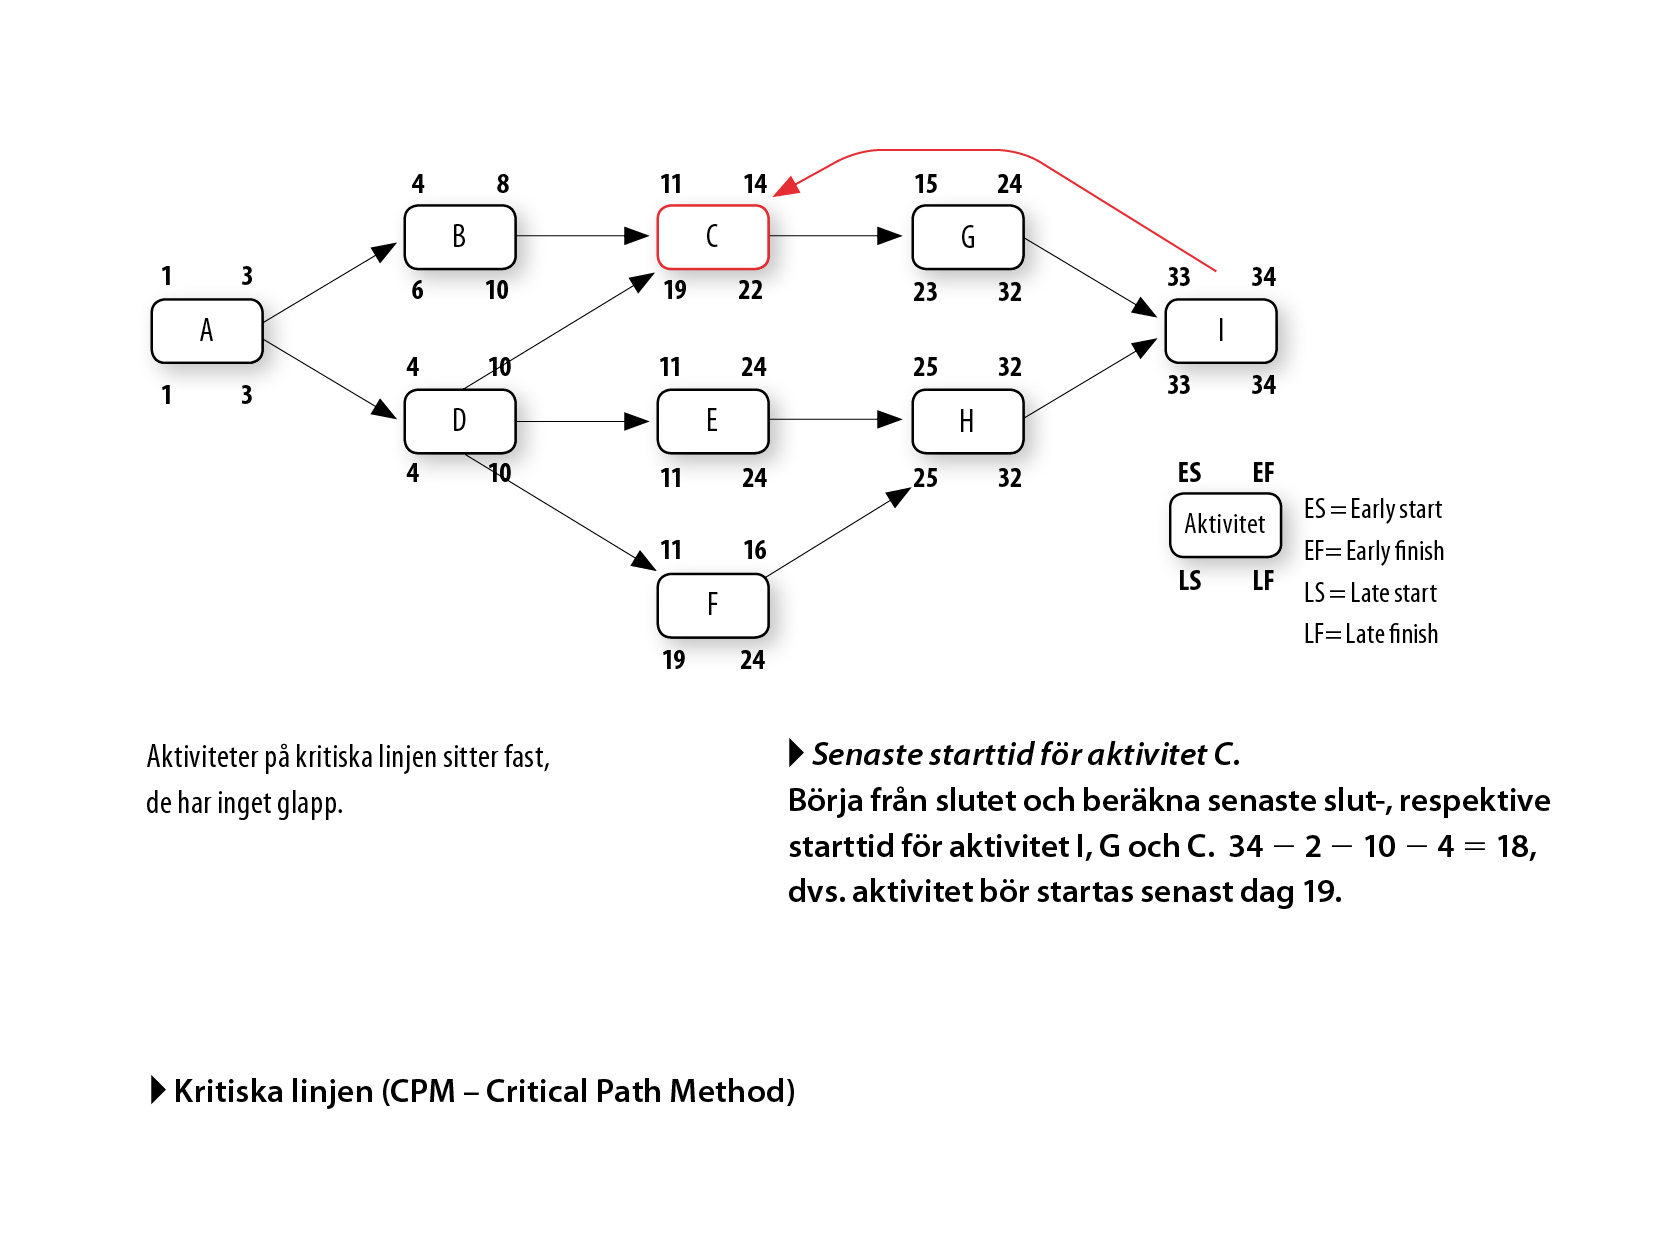 4 8 11 14 15 24
B C G
1 3 6 10 19 22 23 32 33 34
A I
1 3 4 10 11 24 25 32 33 34
D E H
4 10 11 24 25 32 ES EF
Aktivitet ES = Early start
11 16 EF= Early finish
F LS LF LS = Late start
19 24 LF= Late finish
Aktiviteter på kritiska linjen sitter fast,
de har inget glapp.
Senaste starttid för aktivitet C.
Börja från slutet och beräkna senaste slut-, respektive
starttid för aktivitet I, G och C. 34 − 2 − 10 − 4 = 18,
dvs. aktivitet bör startas senast dag 19.
Kritiska linjen (CPM – Critical Path Method)